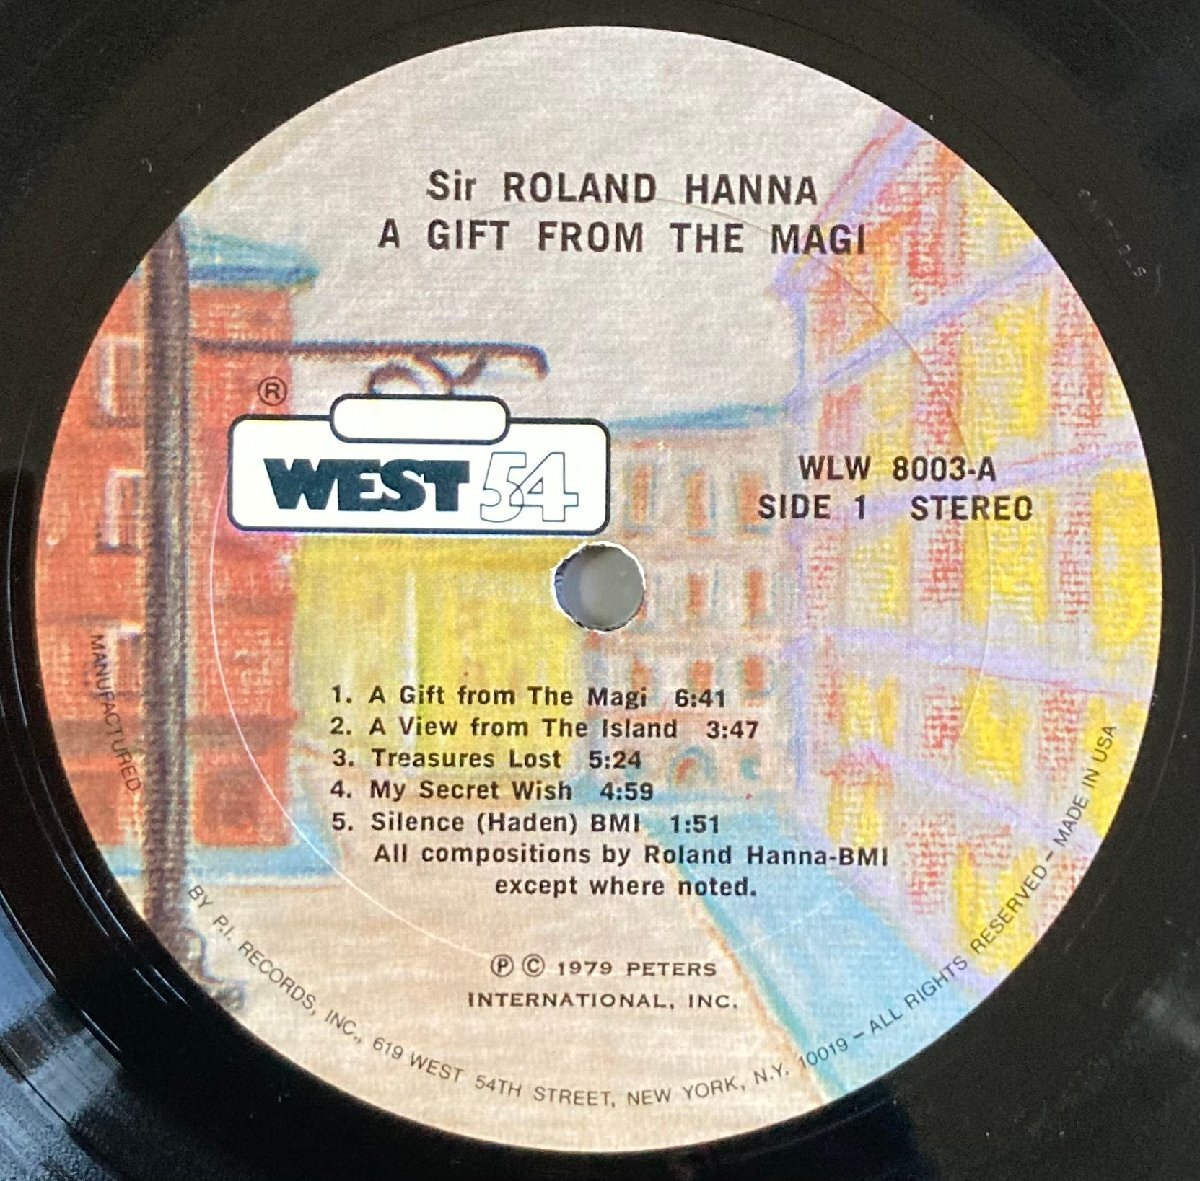 Sir ROLAND HANNA
A GIFT FROM THE MAGI
®
WEST 54
WLW 8003-A
SIDE 1 STEREO
1. A Gift from The Magi 6:41
2. A View from The Island 3:47
3. Treasures Lost 5:24
4. My Secret Wish 4:59
5. Silence (Haden) BMI 1:51
All compositions by Roland Hanna-BMI
except where noted.
℗ © 1979 PETERS
INTERNATIONAL, INC.
MANUFACTURED BY P.I. RECORDS, INC., 619 WEST 54TH STREET, NEW YORK, N.Y. 10019 – ALL RIGHTS RESERVED – MADE IN USA